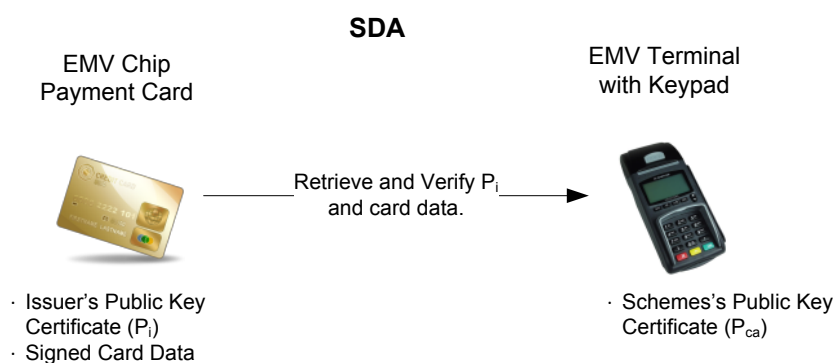 SDA
EMV Chip
Payment Card
EMV Terminal
with Keypad
Retrieve and Verify Pi
and card data.
· Issuer's Public Key
Certificate (Pi)
· Signed Card Data
· Schemes's Public Key
Certificate (Pca)